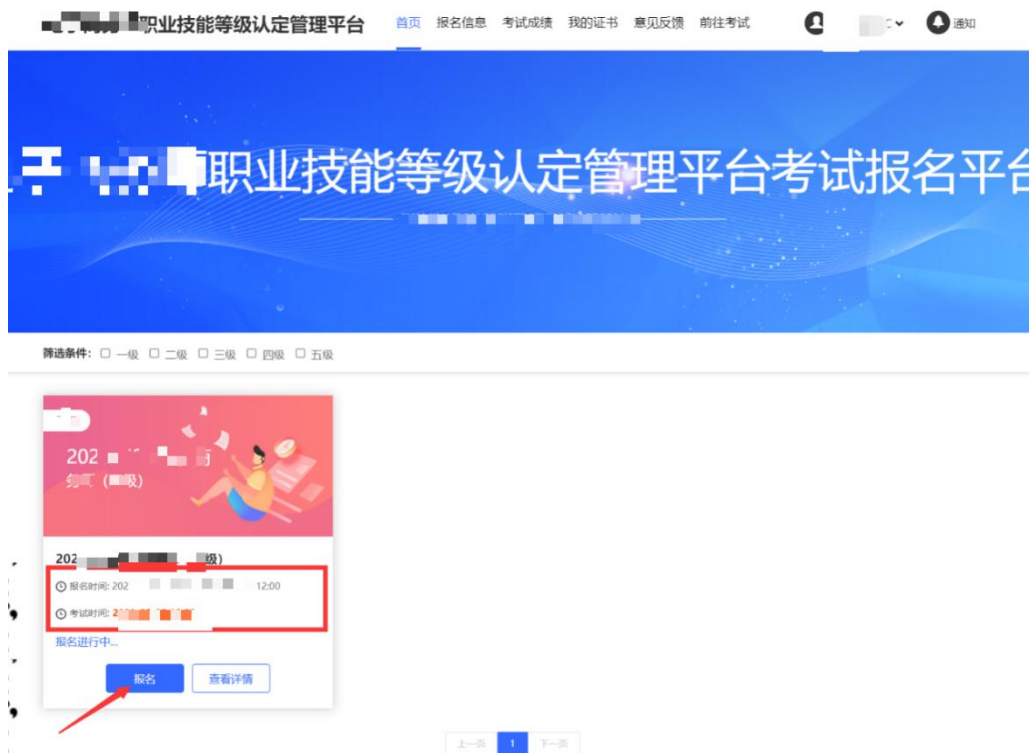 职业技能等级认定管理平台 首页 报名信息 考试成绩 我的证书 意见反馈 前往考试 通知
职业技能等级认定管理平台考试报名平台
筛选条件: 一级 二级 三级 四级 五级
202
级)
202 级)
报名时间: 202 12:00
考试时间: 2
报名进行中...
报名 查看详情
上一页 1 下一页